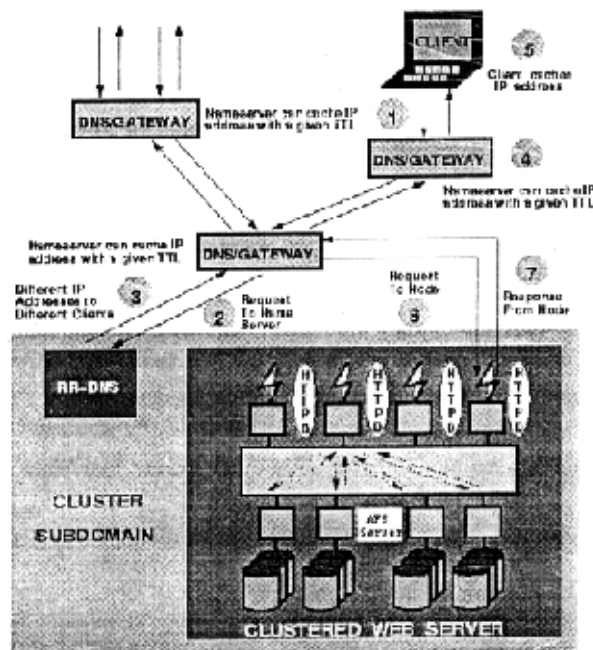 CLIENT
5
Client caches
IP address
DNS/GATEWAY
Nameserver can cache IP
address with a given TTL
1
DNS/GATEWAY
4
Nameserver can cache IP
address with a given TTL
Nameserver can cache IP
address with a given TTL
DNS/GATEWAY
Different IP
Addresses to
Different Clients
3
2
Request
To Name
Server
Request
To Node
6
7
Response
From Node
RR-DNS
HTTPD
HTTPD
HTTPD
HTTPD
CLUSTER
SUBDOMAIN
AFS
Server
CLUSTERED WEB SERVER